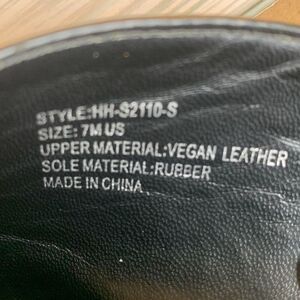 STYLE:HH-S2110-S
SIZE: 7M US
UPPER MATERIAL:VEGAN LEATHER
SOLE MATERIAL:RUBBER
MADE IN CHINA